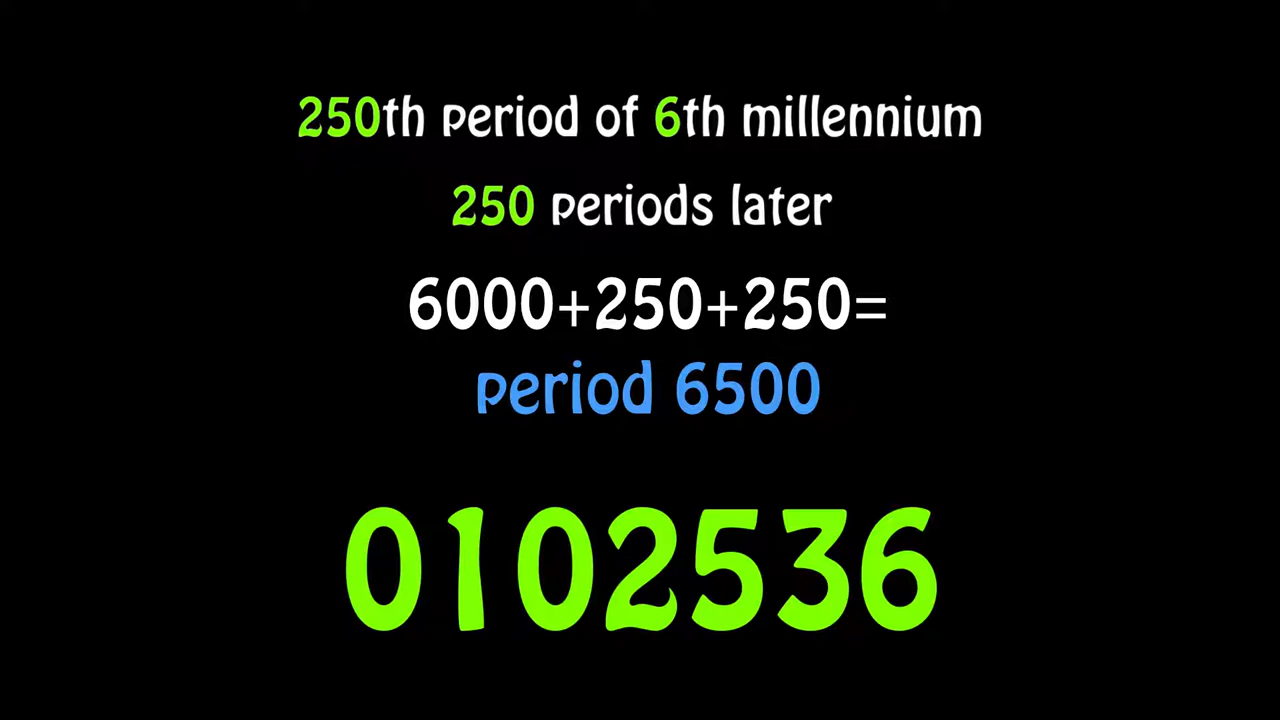 250th period of 6th millennium
250 periods later
6000+250+250=
period 6500
0102536